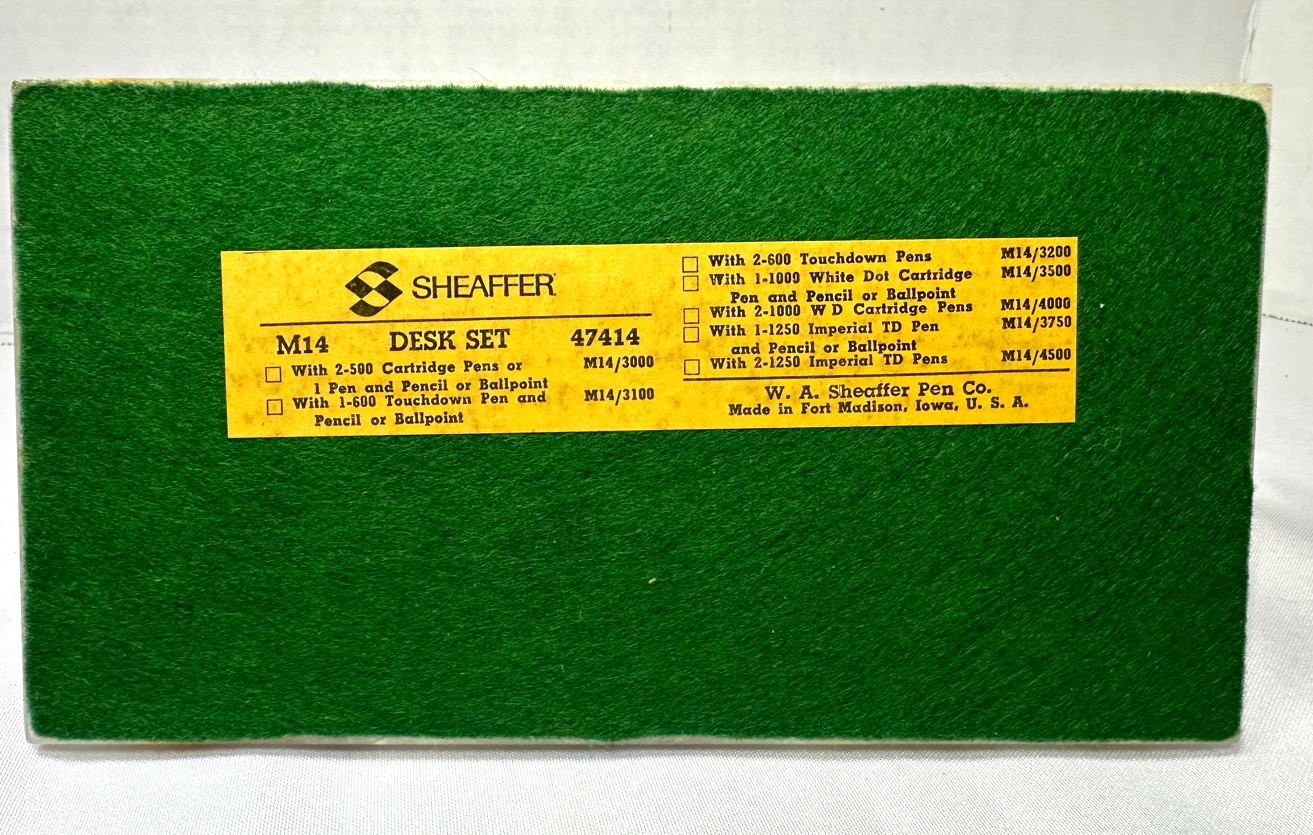 SHEAFFER
M14 DESK SET 47414
☐ With 2-500 Cartridge Pens or M14/3000
1 Pen and Pencil or Ballpoint
☐ With 1-600 Touchdown Pen and M14/3100
Pencil or Ballpoint
☐ With 2-600 Touchdown Pens M14/3200
☐ With 1-1000 White Dot Cartridge M14/3500
Pen and Pencil or Ballpoint
☐ With 2-1000 W D Cartridge Pens M14/4000
☐ With 1-1250 Imperial TD Pen M14/3750
and Pencil or Ballpoint
☐ With 2-1250 Imperial TD Pens M14/4500
W. A. Sheaffer Pen Co.
Made in Fort Madison, Iowa, U. S. A.